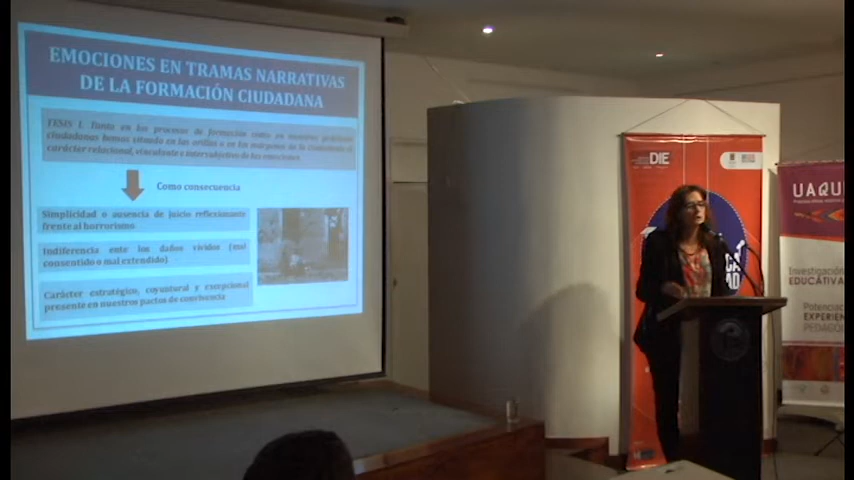 EMOCIONES EN TRAMAS NARRATIVAS
DE LA FORMACIÓN CIUDADANA
TESIS 1. Tanto en los procesos de formación como en nuestras prácticas
ciudadanas hemos situado en las orillas o en los márgenes de la ciudadanía el
carácter relacional, vinculante e intersubjetivo de las emociones
Como consecuencia
Simplicidad o ausencia de juicio reflexionante
frente al horrorismo
Indiferencia ante los daños vividos (mal
consentido o mal extendido)
Carácter estratégico, coyuntural y excepcional
presente en nuestros pactos de convivencia
DIE
UAQU
Investigación
EDUCATIVA
Potencia
EXPERIEN
PEDAGÓG